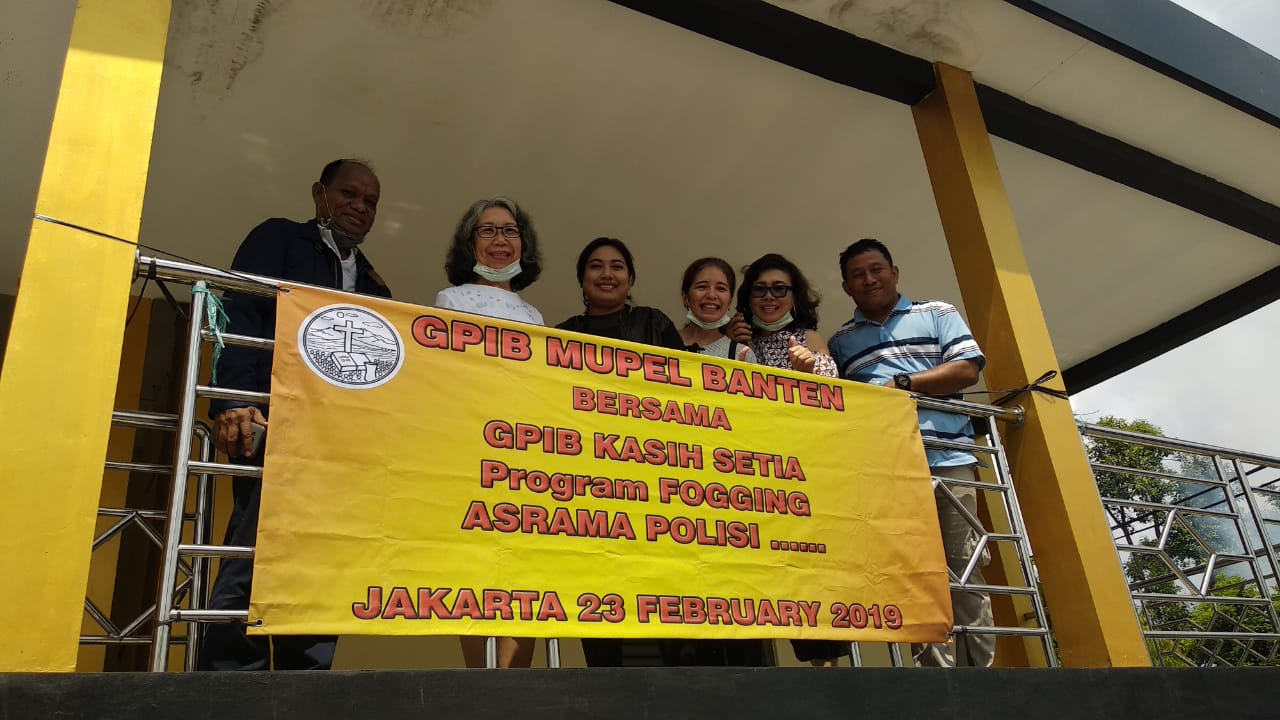 GPIB MUPEL BANTEN
BERSAMA
GPIB KASIH SETIA
Program FOGGING
ASRAMA POLISI ......
JAKARTA 23 FEBRUARY 2019